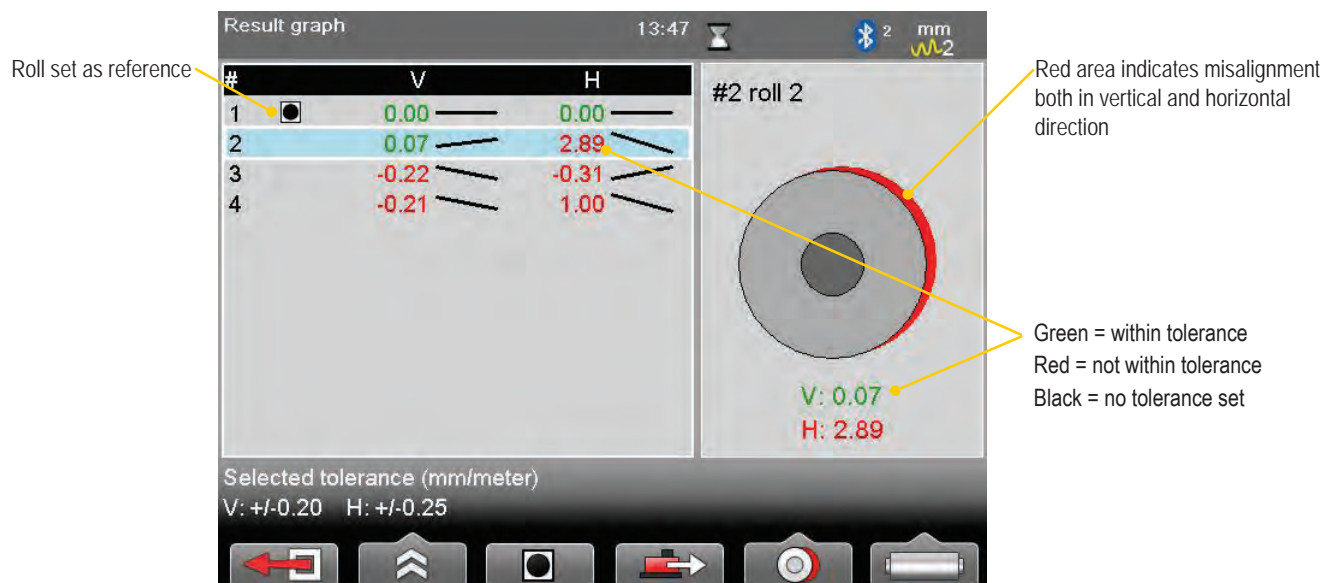 Result graph 13:47 2 mm 2
Roll set as reference
# V H
1 0.00 0.00
2 0.07 2.89
3 -0.22 -0.31
4 -0.21 1.00
#2 roll 2
Red area indicates misalignment
both in vertical and horizontal
direction
Green = within tolerance
Red = not within tolerance
Black = no tolerance set
V: 0.07
H: 2.89
Selected tolerance (mm/meter)
V: +/-0.20 H: +/-0.25